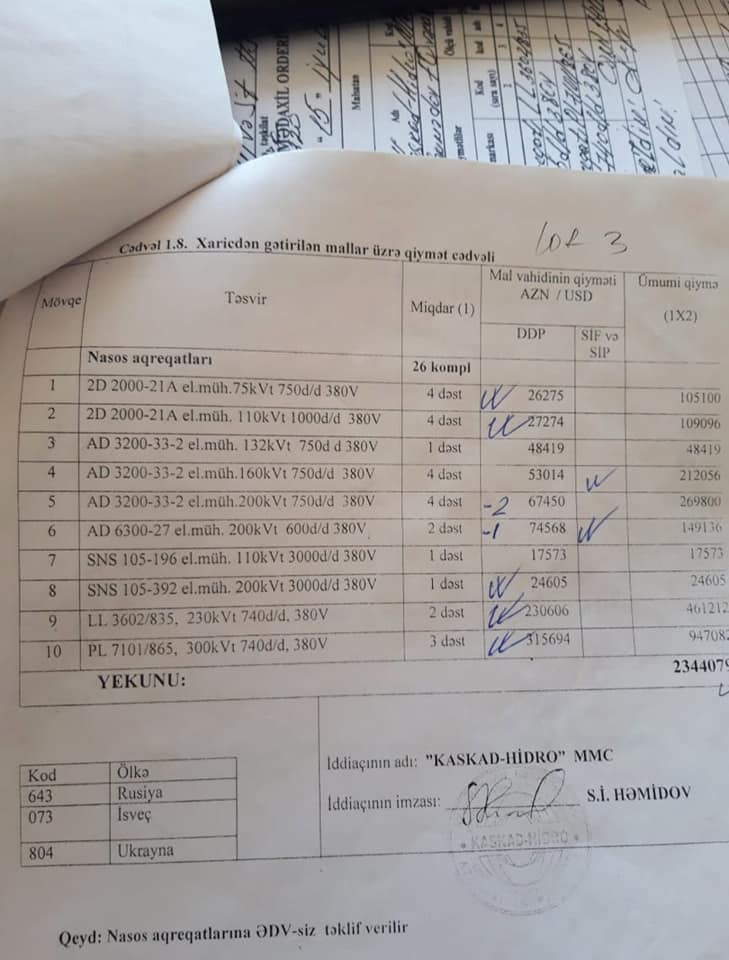 MƏDAXİL ORDERİ
"15" iyul
Malsatan
Adı
Kod
Cədvəl 1.8. Xaricdən gətirilən mallar üzrə qiymət cədvəli
Lot 3
Mövqe Təsvir Miqdar (1) Mal vahidinin qiyməti AZN / USD Ümumi qiymə (1X2)
DDP SİF və SİP
Nasos aqreqatları 26 kompl
1 2D 2000-21A el.müh.75kVt 750d/d 380V 4 dəst 26275 105100
2 2D 2000-21A el.müh. 110kVt 1000d/d 380V 4 dəst 27274 109096
3 AD 3200-33-2 el.müh. 132kVt 750d d 380V 1 dəst 48419 48419
4 AD 3200-33-2 el.müh.160kVt 750d/d 380V 4 dəst 53014 212056
5 AD 3200-33-2 el.müh.200kVt 750d/d 380V 4 dəst -2 67450 269800
6 AD 6300-27 el.müh. 200kVt 600d/d 380V 2 dəst -1 74568 149136
7 SNS 105-196 el.müh. 110kVt 3000d/d 380V 1 dəst 17573 17573
8 SNS 105-392 el.müh. 200kVt 3000d/d 380V 1 dəst 24605 24605
9 LL 3602/835, 230kVt 740d/d, 380V 2 dəst 230606 461212
10 PL 7101/865, 300kVt 740d/d, 380V 3 dəst 315694 947082
YEKUNU: 2344079
Kod Ölkə
643 Rusiya
073 İsveç
804 Ukrayna
İddiaçının adı: "KASKAD-HİDRO" MMC
İddiaçının imzası: S.İ. HƏMİDOV
KASKAD-HİDRO
Qeyd: Nasos aqreqatlarına ƏDV-siz təklif verilir